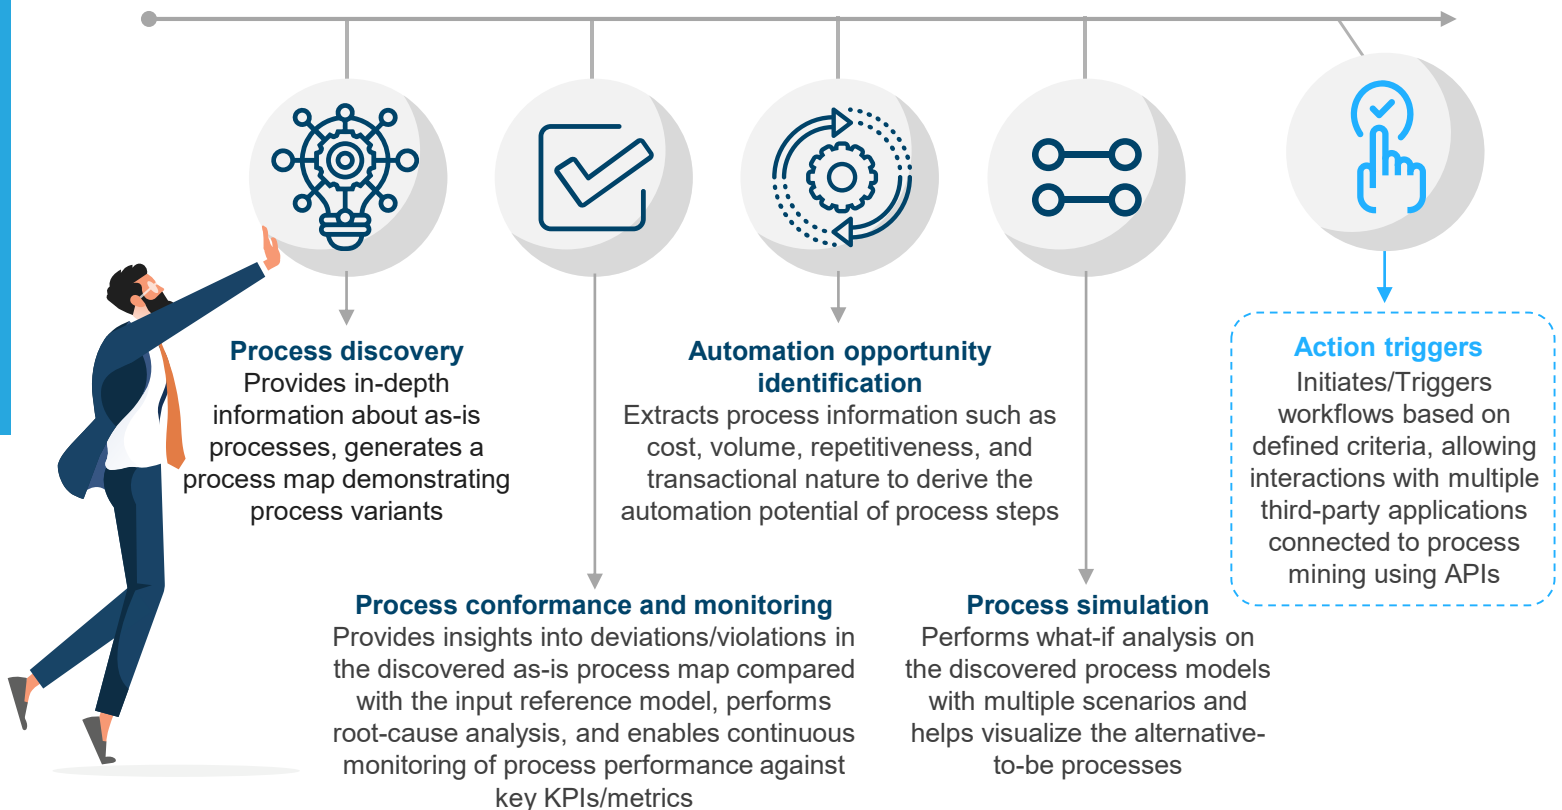 Process discovery
Provides in-depth
information about as-is
processes, generates a
process map demonstrating
process variants
Process conformance and monitoring
Provides insights into deviations/violations in
the discovered as-is process map compared
with the input reference model, performs
root-cause analysis, and enables continuous
monitoring of process performance against
key KPIs/metrics
Automation opportunity
identification
Extracts process information such as
cost, volume, repetitiveness, and
transactional nature to derive the
automation potential of process steps
Process simulation
Performs what-if analysis on
the discovered process models
with multiple scenarios and
helps visualize the alternative-
to-be processes
Action triggers
Initiates/Triggers
workflows based on
defined criteria, allowing
interactions with multiple
third-party applications
connected to process
mining using APIs